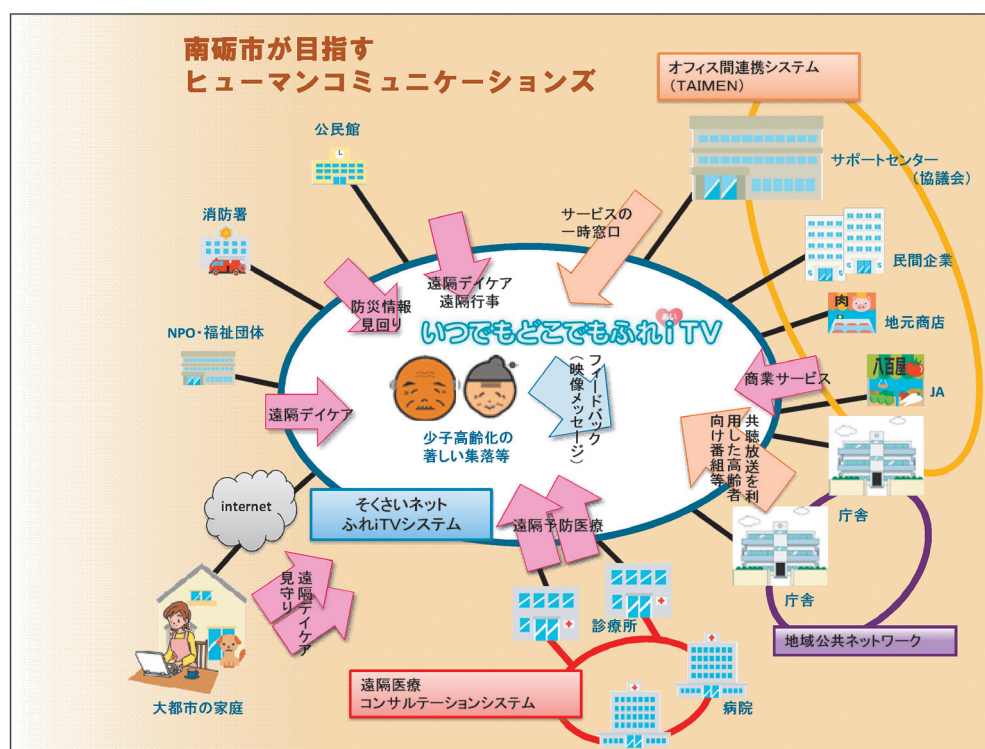 南砺市が目指す
ヒューマンコミュニケーションズ
オフィス間連携システム
（TAIMEN）
公民館
サポートセンター
（協議会）
消防署
サービスの
一時窓口
民間企業
遠隔デイケア
遠隔行事
防災情報
見回り
肉
地元商店
NPO・福祉団体
あい
いつでもどこでもふれiTV
八百屋
JA
商業サービス
遠隔デイケア
フィードバック
（映像メッセージ）
共聴放送を利
用した高齢者
向け番組等
少子高齢化の
著しい集落等
internet
そくさいネット
ふれiTVシステム
遠隔予防医療
庁舎
庁舎
遠隔デイケア
見守り
診療所
地域公共ネットワーク
遠隔医療
コンサルテーションシステム
大都市の家庭
病院